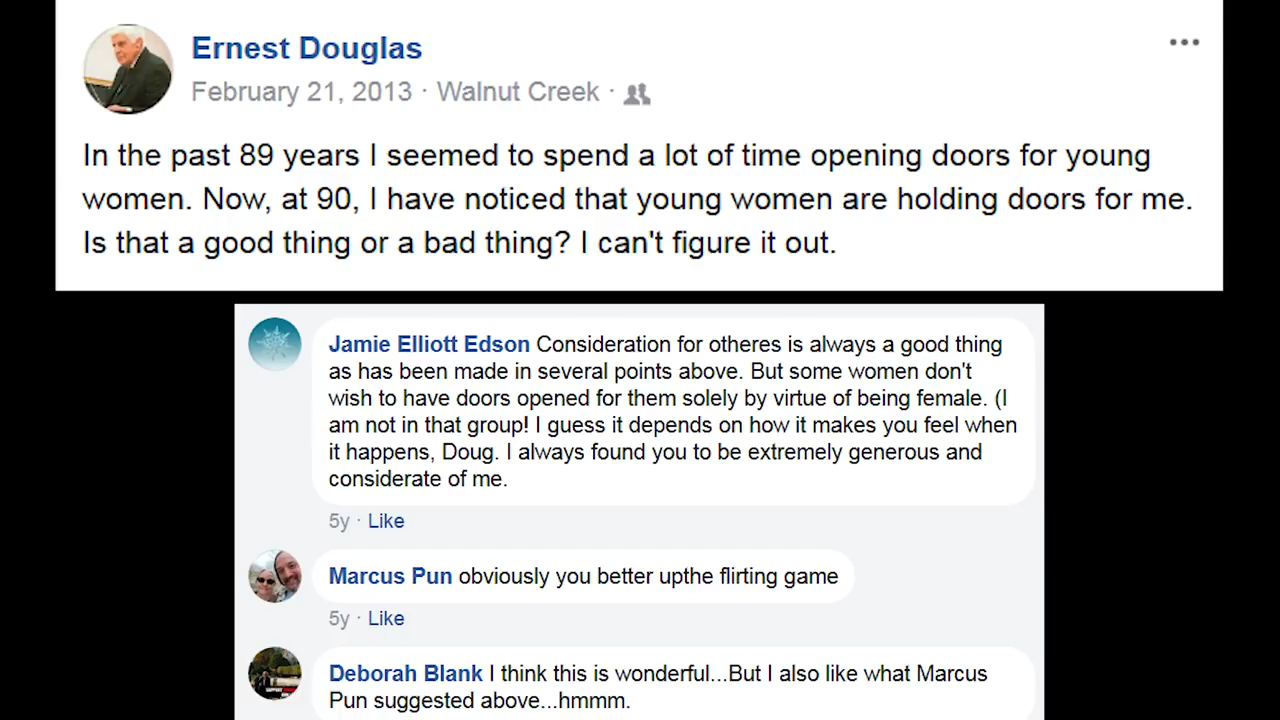 Ernest Douglas
February 21, 2013 · Walnut Creek ·
In the past 89 years I seemed to spend a lot of time opening doors for young
women. Now, at 90, I have noticed that young women are holding doors for me.
Is that a good thing or a bad thing? I can't figure it out.
Jamie Elliott Edson Consideration for otheres is always a good thing
as has been made in several points above. But some women don't
wish to have doors opened for them solely by virtue of being female. (I
am not in that group! I guess it depends on how it makes you feel when
it happens, Doug. I always found you to be extremely generous and
considerate of me.
5y · Like
Marcus Pun obviously you better upthe flirting game
5y · Like
Deborah Blank I think this is wonderful...But I also like what Marcus
Pun suggested above...hmmm.